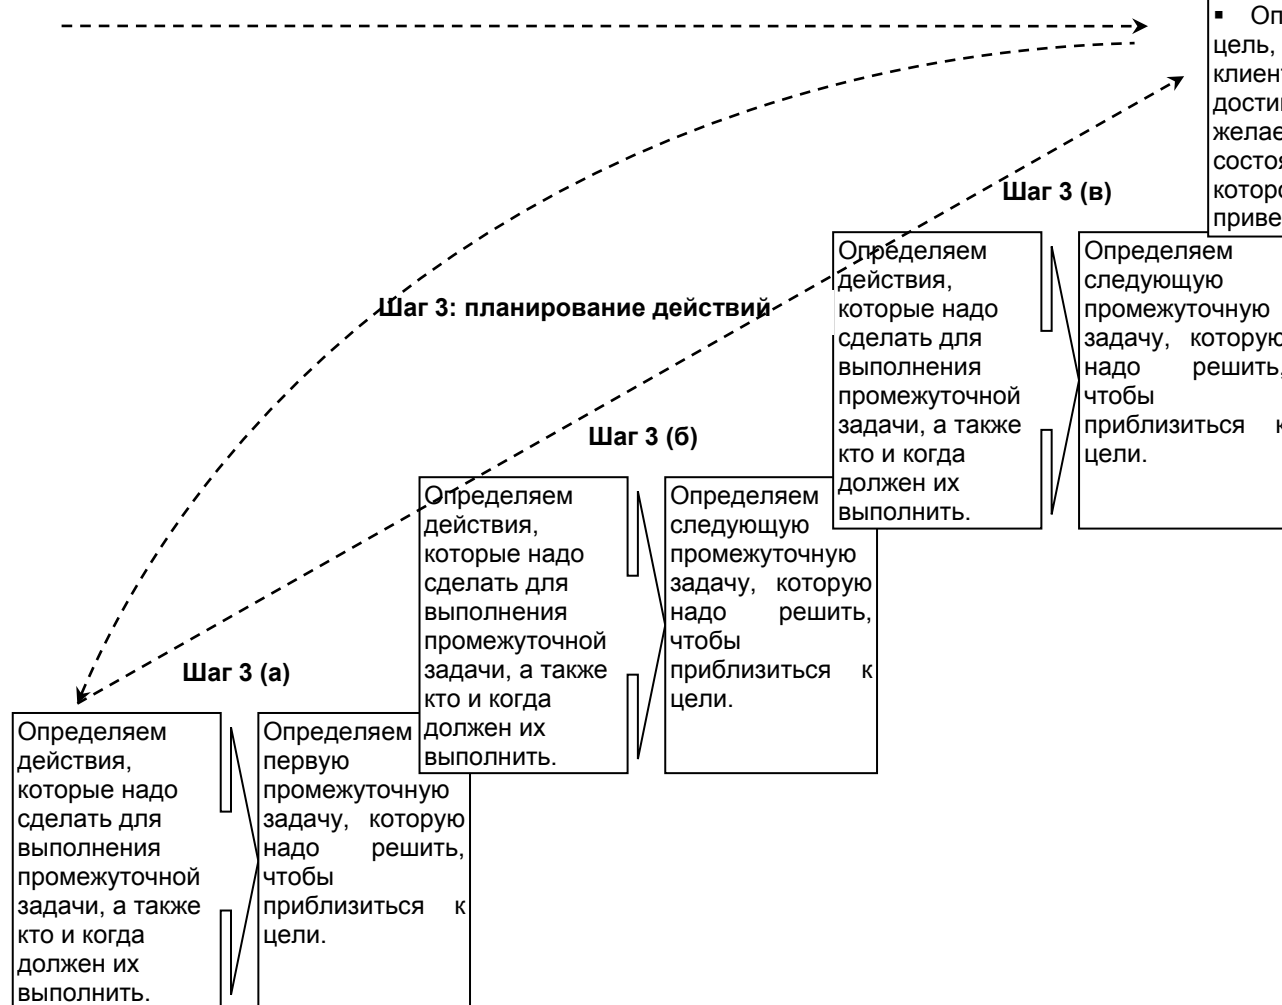 ▪
цель,
Шаг 3 (в)
Определяем
действия,
которые надо
сделать для
выполнения
промежуточной
задачи, а также
кто и когда
должен их
выполнить.
Определяем
следующую
промежуточную
задачу, которую
надо решить,
чтобы
приблизиться к
цели.
Шаг 3: планирование действий
Шаг 3 (б)
Определяем
действия,
которые надо
сделать для
выполнения
промежуточной
задачи, а также
кто и когда
должен их
выполнить.
Определяем
следующую
промежуточную
задачу, которую
надо решить,
чтобы
приблизиться к
цели.
Шаг 3 (а)
Определяем
действия,
которые надо
сделать для
выполнения
промежуточной
задачи, а также
кто и когда
должен их
выполнить.
Определяем
первую
промежуточную
задачу, которую
надо решить,
чтобы
приблизиться к
цели.